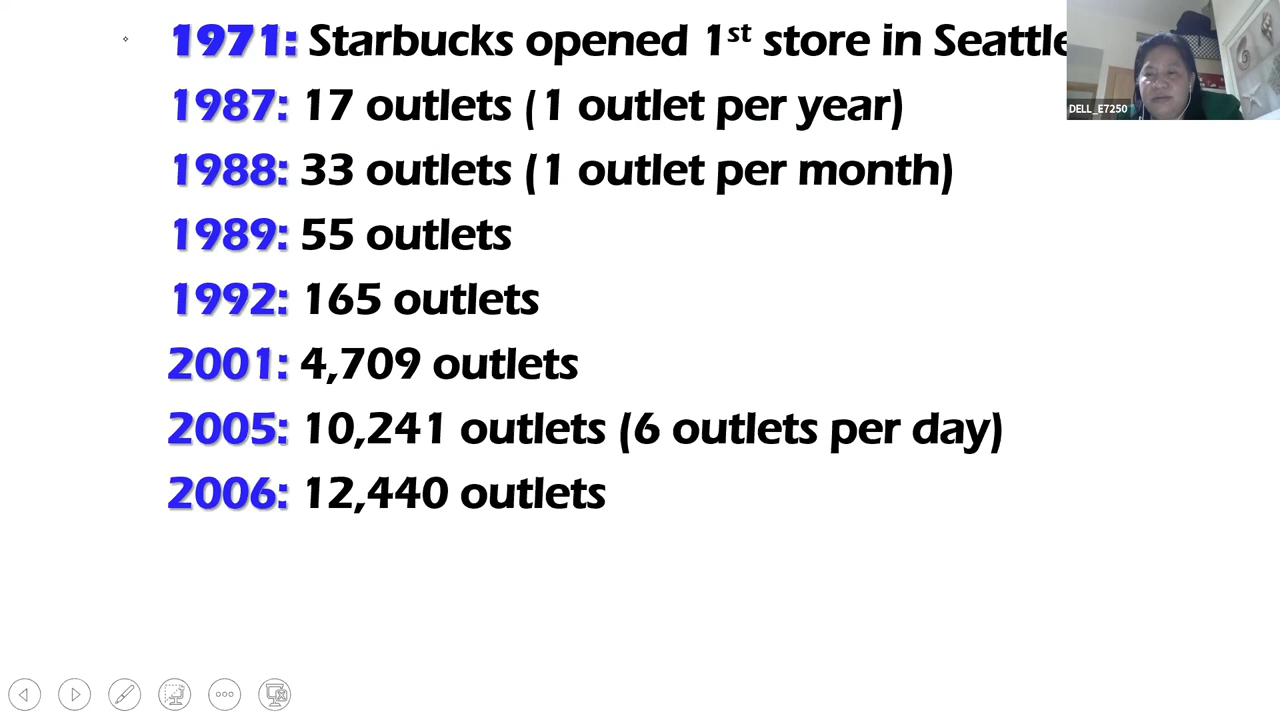 1971: Starbucks opened 1st store in Seattle
DELL_E7250
1987: 17 outlets (1 outlet per year)
1988: 33 outlets (1 outlet per month)
1989: 55 outlets
1992: 165 outlets
2001: 4,709 outlets
2005: 10,241 outlets (6 outlets per day)
2006: 12,440 outlets